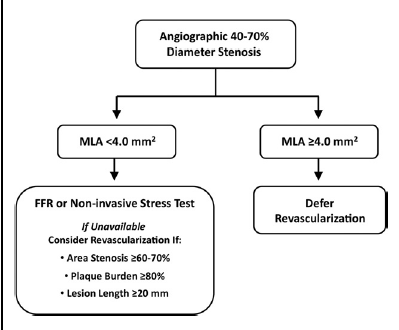 Angiographic 40-70%
Diameter Stenosis
MLA <4.0 mm²
MLA ≥4.0 mm²
FFR or Non-invasive Stress Test
If Unavailable
Consider Revascularization If:
• Area Stenosis ≥60-70%
• Plaque Burden ≥80%
• Lesion Length ≥20 mm
Defer
Revascularization